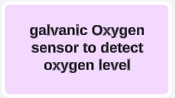 galvanic Oxygen
sensor to detect
oxygen level